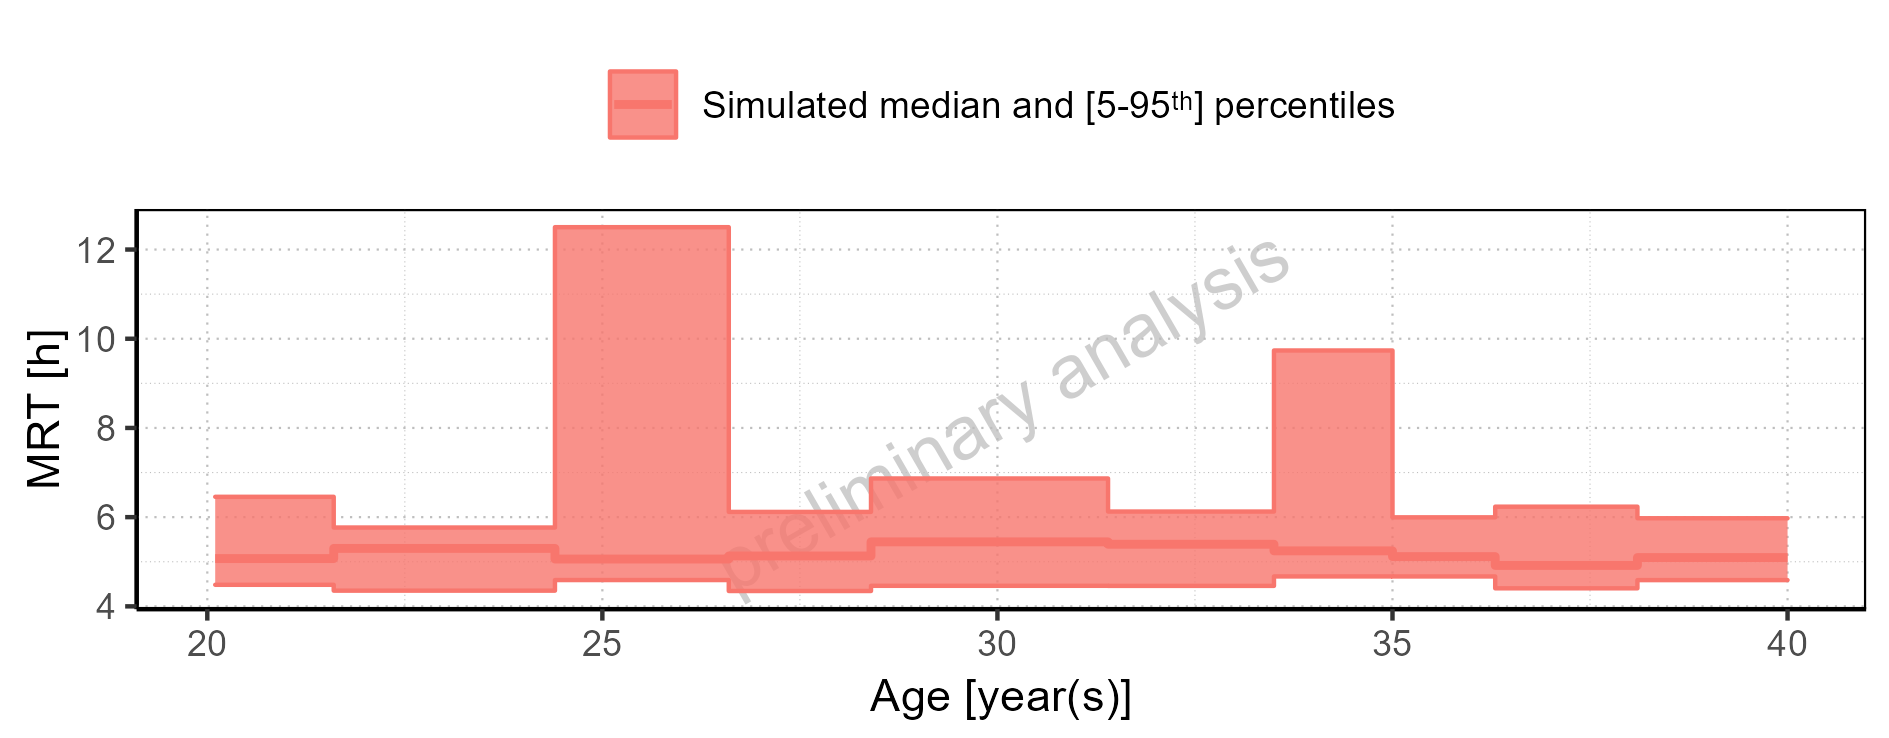 Simulated median and [5-95th] percentiles
12
10
8
6
4
MRT [h]
preliminary analysis
20 25 30 35 40
Age [year(s)]